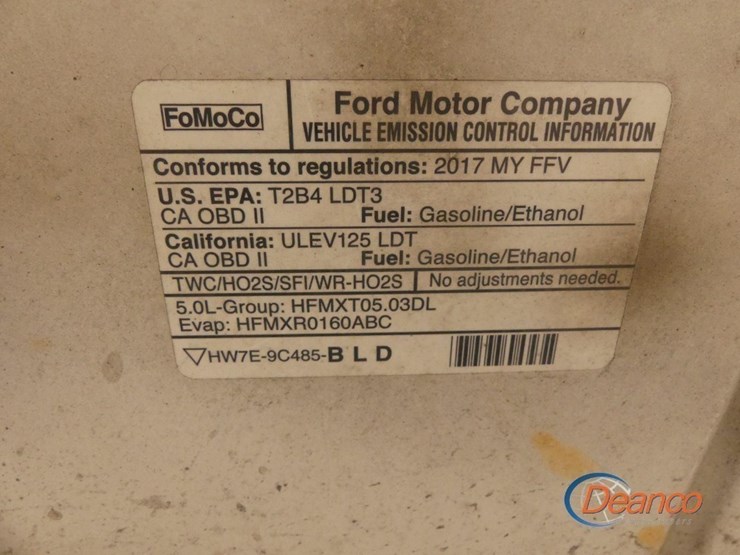 FoMoCo
Ford Motor Company
VEHICLE EMISSION CONTROL INFORMATION
Conforms to regulations: 2017 MY FFV
U.S. EPA: T2B4 LDT3
CA OBD II Fuel: Gasoline/Ethanol
California: ULEV125 LDT
CA OBD II Fuel: Gasoline/Ethanol
TWC/HO2S/SFI/WR-HO2S No adjustments needed.
5.0L-Group: HFMXT05.03DL
Evap: HFMXR0160ABC
HW7E-9C485-B L D
Deanco